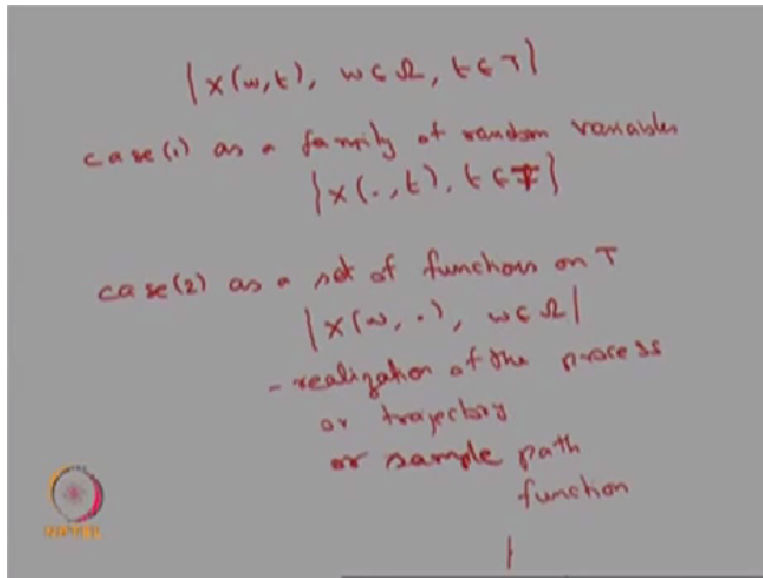 {x(w,t), w∈Ω, t∈T}
case(1) as a family of random variables
{x(.,t), t∈T}
case(2) as a set of functions on T
{x(w,.), w∈Ω}
- realization of the process
or trajectory
or sample path
function
NPTEL